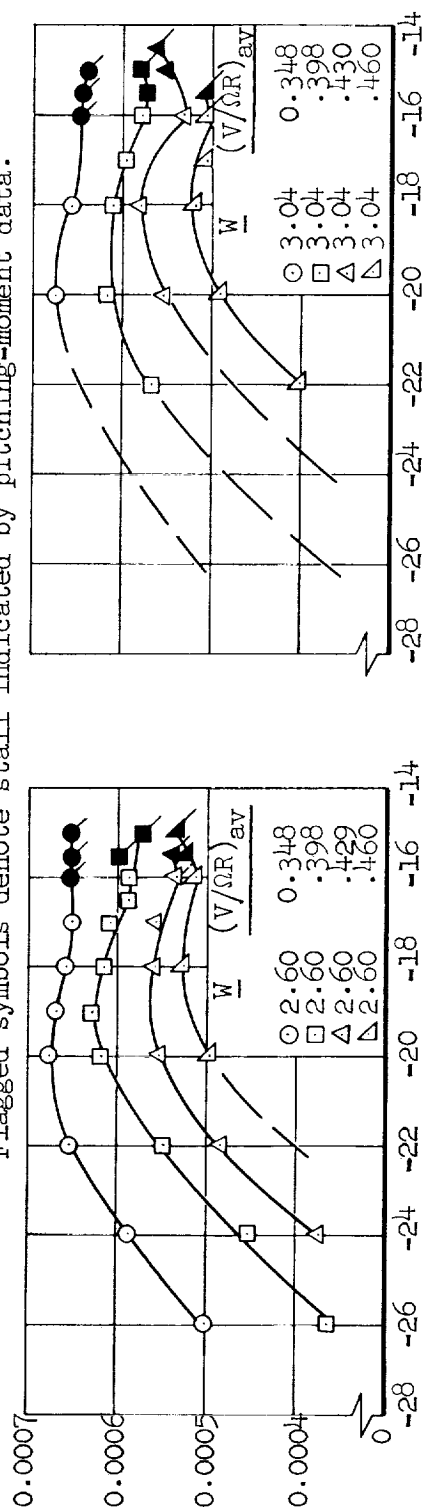 Flagged symbols denote stall indicated by pitching-moment data.
0.0007
0.0006
0.0005
0.0004
0
W (V/ΩR)av
○ 2.60 0.348
□ 2.60 .398
△ 2.60 .429
◺ 2.60 .460
-28 -26 -24 -22 -20 -18 -16 -14
W (V/ΩR)av
○ 3.04 0.348
□ 3.04 .398
△ 3.04 .430
◺ 3.04 .460
-28 -26 -24 -22 -20 -18 -16 -14